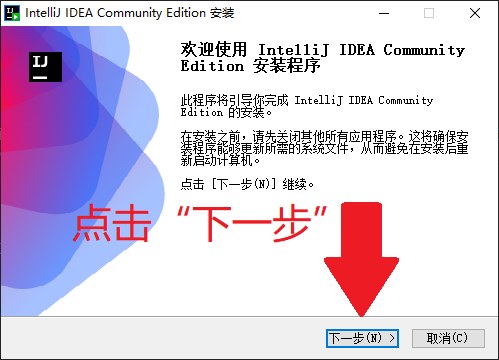 IntelliJ IDEA Community Edition 安装
IJ
欢迎使用 IntelliJ IDEA Community
Edition 安装程序
此程序将引导你完成 IntelliJ IDEA Community
Edition 的安装。
在安装之前，请先关闭其他所有应用程序。这将确保安
装程序能够更新所需的系统文件，从而避免在安装后重
新启动计算机。
点击 [下一步(N)] 继续。
点击“下一步”
下一步(N) >
取消(C)